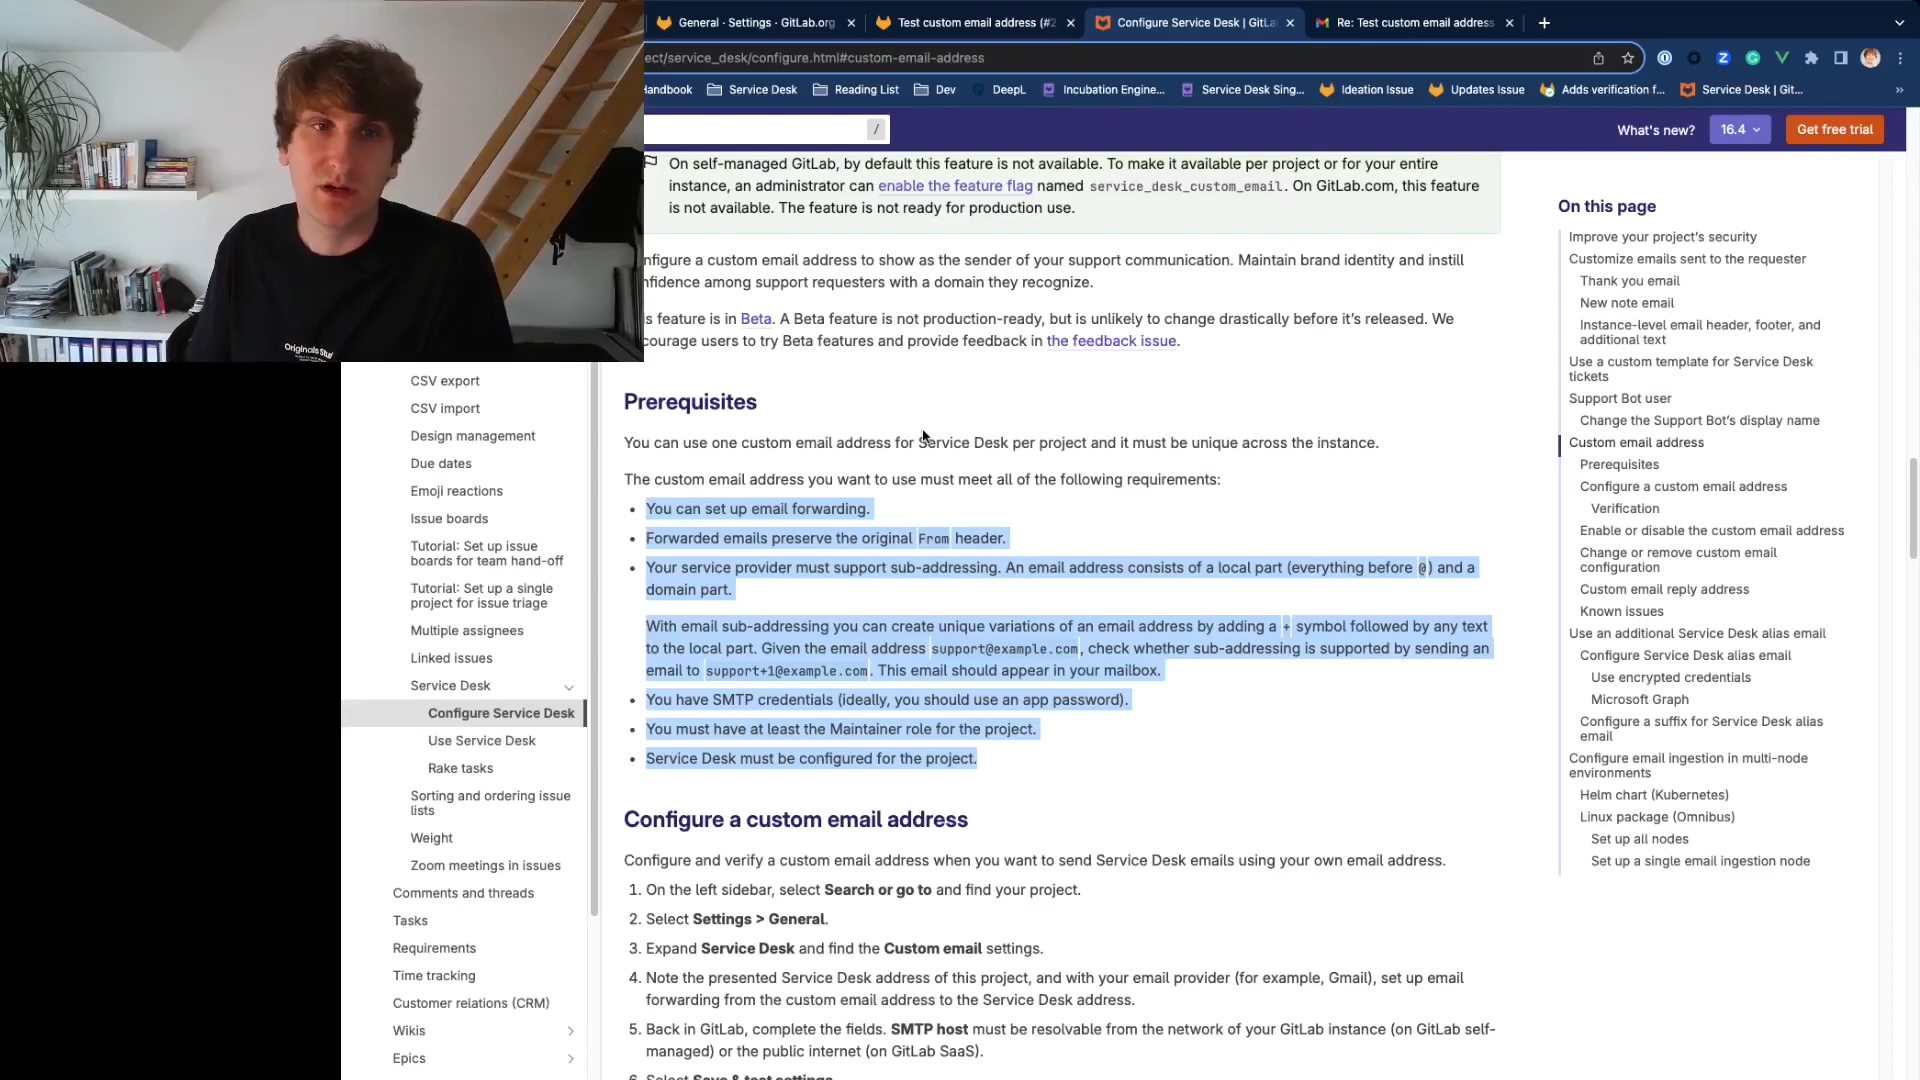 General · Settings · GitLab.org
Test custom email address (#2
Configure Service Desk | GitLa
Re: Test custom email address
ect/service_desk/configure.html#custom-email-address
Handbook
Service Desk
Reading List
Dev
DeepL
Incubation Engine...
Service Desk Sing...
Ideation Issue
Updates Issue
Adds verification f...
Service Desk | Git...
»
/
What's new?
16.4
Get free trial
On self-managed GitLab, by default this feature is not available. To make it available per project or for your entire
instance, an administrator can enable the feature flag named service_desk_custom_email. On GitLab.com, this feature
is not available. The feature is not ready for production use.
nfigure a custom email address to show as the sender of your support communication. Maintain brand identity and instill
nfidence among support requesters with a domain they recognize.
is feature is in Beta. A Beta feature is not production-ready, but is unlikely to change drastically before it's released. We
courage users to try Beta features and provide feedback in the feedback issue.
Prerequisites
You can use one custom email address for Service Desk per project and it must be unique across the instance.
The custom email address you want to use must meet all of the following requirements:
• You can set up email forwarding.
• Forwarded emails preserve the original From header.
• Your service provider must support sub-addressing. An email address consists of a local part (everything before @) and a
domain part.
With email sub-addressing you can create unique variations of an email address by adding a + symbol followed by any text
to the local part. Given the email address support@example.com, check whether sub-addressing is supported by sending an
email to support+1@example.com. This email should appear in your mailbox.
• You have SMTP credentials (ideally, you should use an app password).
• You must have at least the Maintainer role for the project.
• Service Desk must be configured for the project.
Configure a custom email address
Configure and verify a custom email address when you want to send Service Desk emails using your own email address.
1. On the left sidebar, select Search or go to and find your project.
2. Select Settings > General.
3. Expand Service Desk and find the Custom email settings.
4. Note the presented Service Desk address of this project, and with your email provider (for example, Gmail), set up email
forwarding from the custom email address to the Service Desk address.
5. Back in GitLab, complete the fields. SMTP host must be resolvable from the network of your GitLab instance (on GitLab self-
managed) or the public internet (on GitLab SaaS).
6. Select Save & test settings.
CSV export
CSV import
Design management
Due dates
Emoji reactions
Issue boards
Tutorial: Set up issue
boards for team hand-off
Tutorial: Set up a single
project for issue triage
Multiple assignees
Linked issues
Service Desk
Configure Service Desk
Use Service Desk
Rake tasks
Sorting and ordering issue
lists
Weight
Zoom meetings in issues
Comments and threads
Tasks
Requirements
Time tracking
Customer relations (CRM)
Wikis
Epics
On this page
Improve your project's security
Customize emails sent to the requester
Thank you email
New note email
Instance-level email header, footer, and
additional text
Use a custom template for Service Desk
tickets
Support Bot user
Change the Support Bot's display name
Custom email address
Prerequisites
Configure a custom email address
Verification
Enable or disable the custom email address
Change or remove custom email
configuration
Custom email reply address
Known issues
Use an additional Service Desk alias email
Configure Service Desk alias email
Use encrypted credentials
Microsoft Graph
Configure a suffix for Service Desk alias
email
Configure email ingestion in multi-node
environments
Helm chart (Kubernetes)
Linux package (Omnibus)
Set up all nodes
Set up a single email ingestion node
Originals